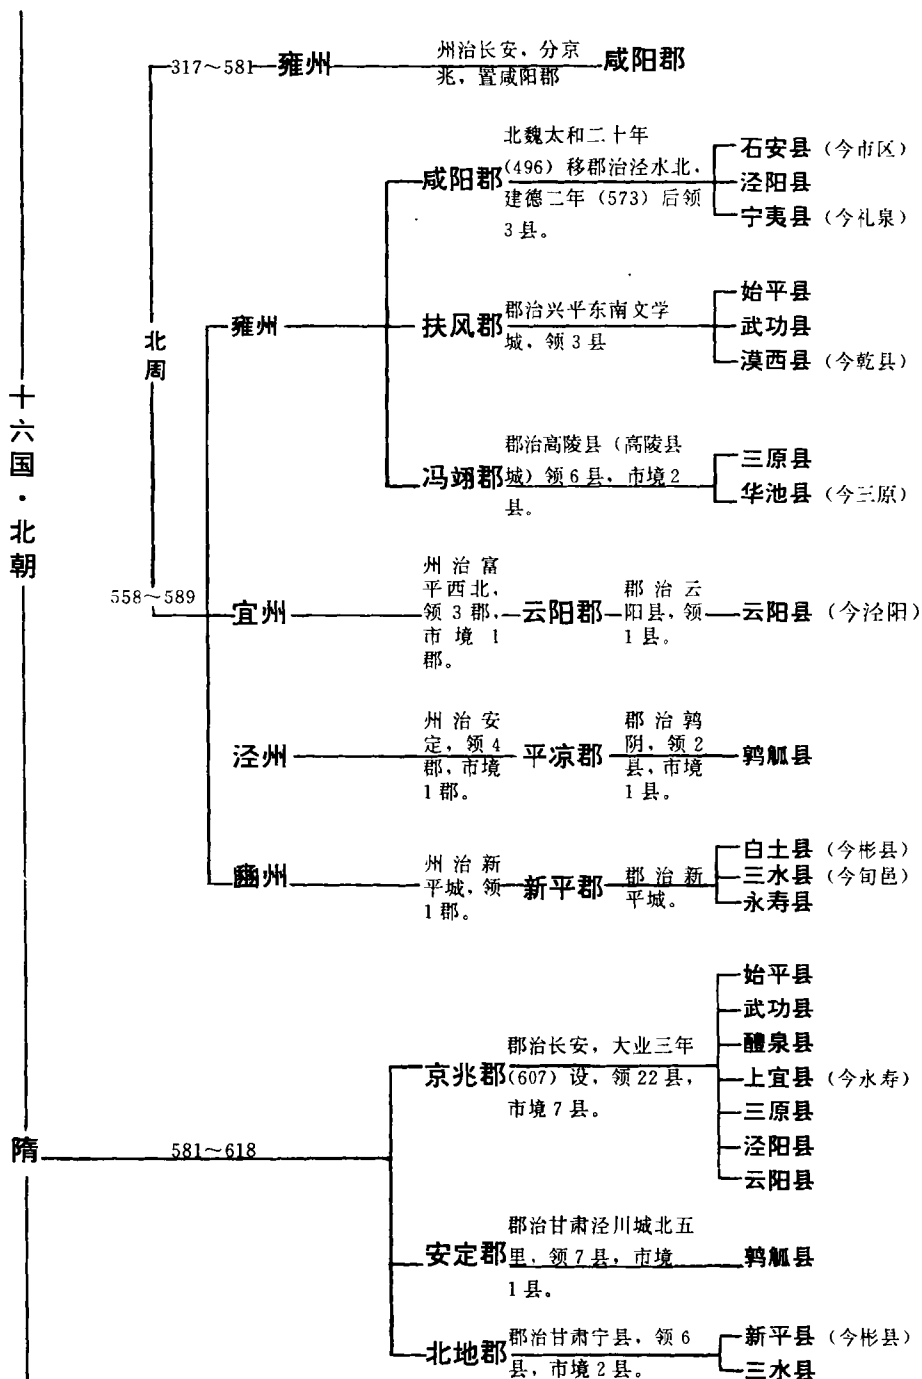 317～581
雍州
州治长安，分京
兆，置咸阳郡
咸阳郡
北周
558～589
雍州
咸阳郡
北魏太和二十年
(496) 移郡治泾水北，
建德二年 (573) 后领
3县。
石安县（今市区）
泾阳县
宁夷县（今礼泉）
扶风郡
郡治兴平东南文学
城，领3县
始平县
武功县
漠西县（今乾县）
冯翊郡
郡治高陵县（高陵县
城）领6县，市境2
县。
三原县
华池县（今三原）
十六国·北朝
宜州
州治富
平西北，
领3郡，
市境1
郡。
云阳郡
郡治云
阳县，领
1县。
云阳县（今泾阳）
泾州
州治安
定，领4
郡，市境
1郡。
平凉郡
郡治鹑
阴，领2
县，市境
1县。
鹑觚县
豳州
州治新
平城，领
1郡。
新平郡
郡治新
平城。
白土县（今彬县）
三水县（今旬邑）
永寿县
隋
581～618
京兆郡
郡治长安，大业三年
(607) 设，领22县，
市境7县。
始平县
武功县
醴泉县
上宜县（今永寿）
三原县
泾阳县
云阳县
安定郡
郡治甘肃泾川城北五
里，领7县，市境
1县。
鹑觚县
北地郡
郡治甘肃宁县，领6
县，市境2县。
新平县（今彬县）
三水县